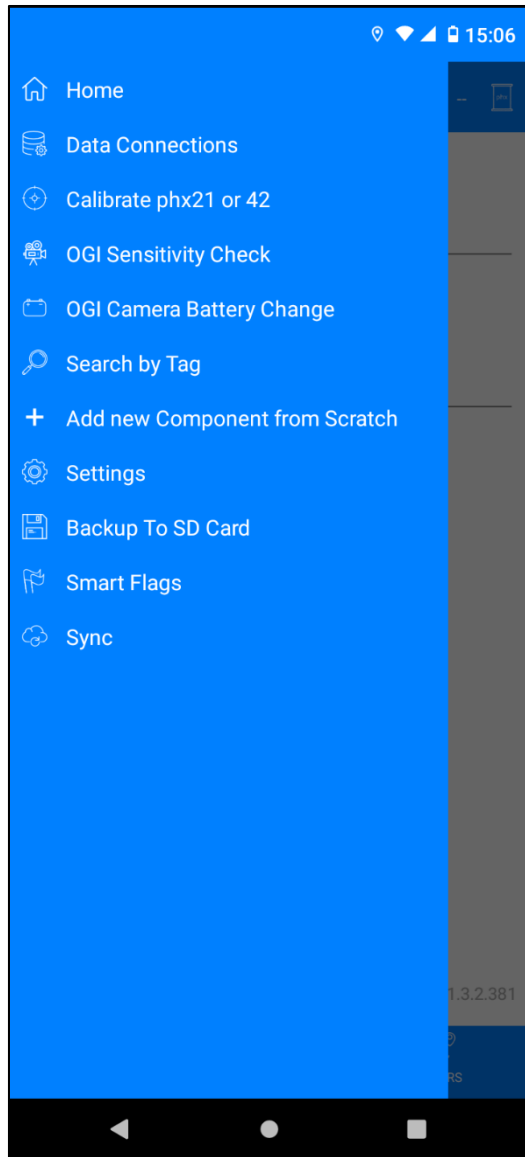 15:06
Home
--
Data Connections
Calibrate phx21 or 42
OGI Sensitivity Check
OGI Camera Battery Change
Search by Tag
Add new Component from Scratch
Settings
Backup To SD Card
Smart Flags
Sync
1.3.2.381
RS